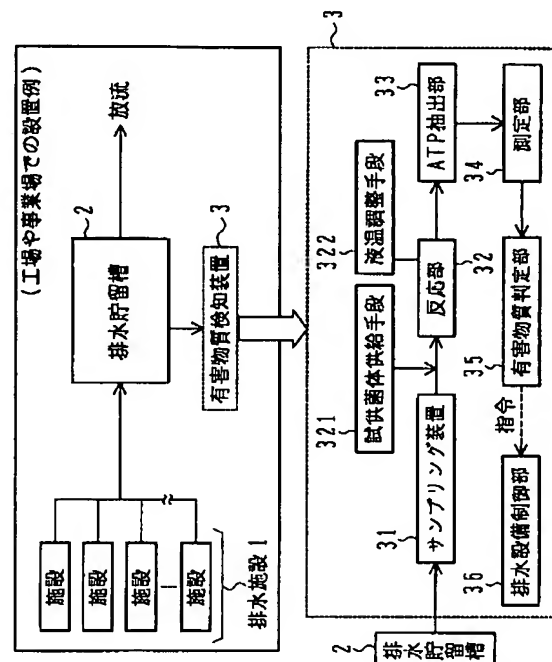 (工場や事業場での設置例)
施設
施設
施設
施設
排水施設1
2
排水貯留槽
放流
3
有害物質検知装置
3
2
排水貯留槽
31
サンプリング装置
321
試供菌体供給手段
322
液温調整手段
32
反応部
33
ATP抽出部
34
測定部
35
有害物質判定部
指令
36
排水設備制御部